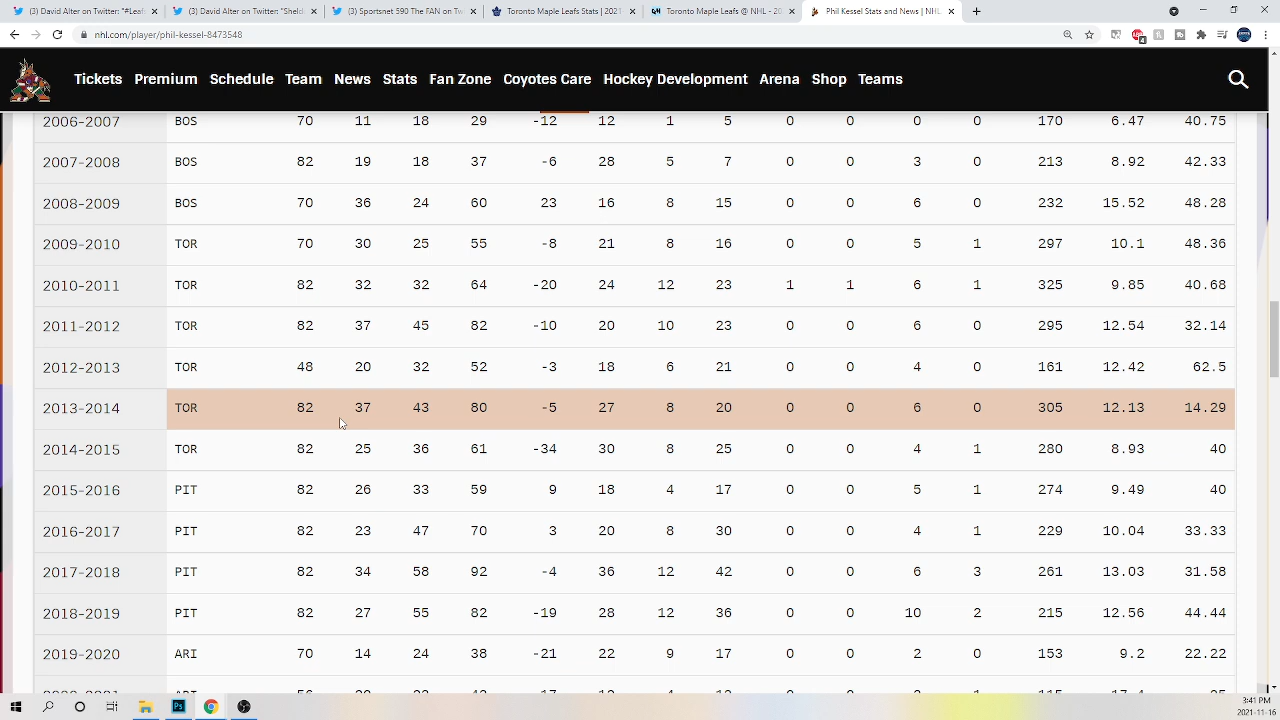 (3) David Alter on Twitter: "#Leaf
(3) David Alter on Twitter: "Sheld
(3) Sportsnet 590 The FAN on Tw
Toronto Maple Leafs Stats | 2021
Toronto Maple Leafs @ NHL - 20
Phil Kessel Stats and News | NHL
nhl.com/player/phil-kessel-8473548
Tickets Premium Schedule Team News Stats Fan Zone Coyotes Care Hockey Development Arena Shop Teams
2006-2007 BOS 70 11 18 29 -12 12 1 5 0 0 0 0 170 6.47 40.75
2007-2008 BOS 82 19 18 37 -6 28 5 7 0 0 3 0 213 8.92 42.33
2008-2009 BOS 70 36 24 60 23 16 8 15 0 0 6 0 232 15.52 48.28
2009-2010 TOR 70 30 25 55 -8 21 8 16 0 0 5 1 297 10.1 48.36
2010-2011 TOR 82 32 32 64 -20 24 12 23 1 1 6 1 325 9.85 40.68
2011-2012 TOR 82 37 45 82 -10 20 10 23 0 0 6 0 295 12.54 32.14
2012-2013 TOR 48 20 32 52 -3 18 6 21 0 0 4 0 161 12.42 62.5
2013-2014 TOR 82 37 43 80 -5 27 8 20 0 0 6 0 305 12.13 14.29
2014-2015 TOR 82 25 36 61 -34 30 8 25 0 0 4 1 280 8.93 40
2015-2016 PIT 82 26 33 59 9 18 4 17 0 0 5 1 274 9.49 40
2016-2017 PIT 82 23 47 70 3 20 8 30 0 0 4 1 229 10.04 33.33
2017-2018 PIT 82 34 58 92 -4 36 12 42 0 0 6 3 261 13.03 31.58
2018-2019 PIT 82 27 55 82 -19 28 12 36 0 0 10 2 215 12.56 44.44
2019-2020 ARI 70 14 24 38 -21 22 9 17 0 0 2 0 153 9.2 22.22
3:41 PM
2021-11-16